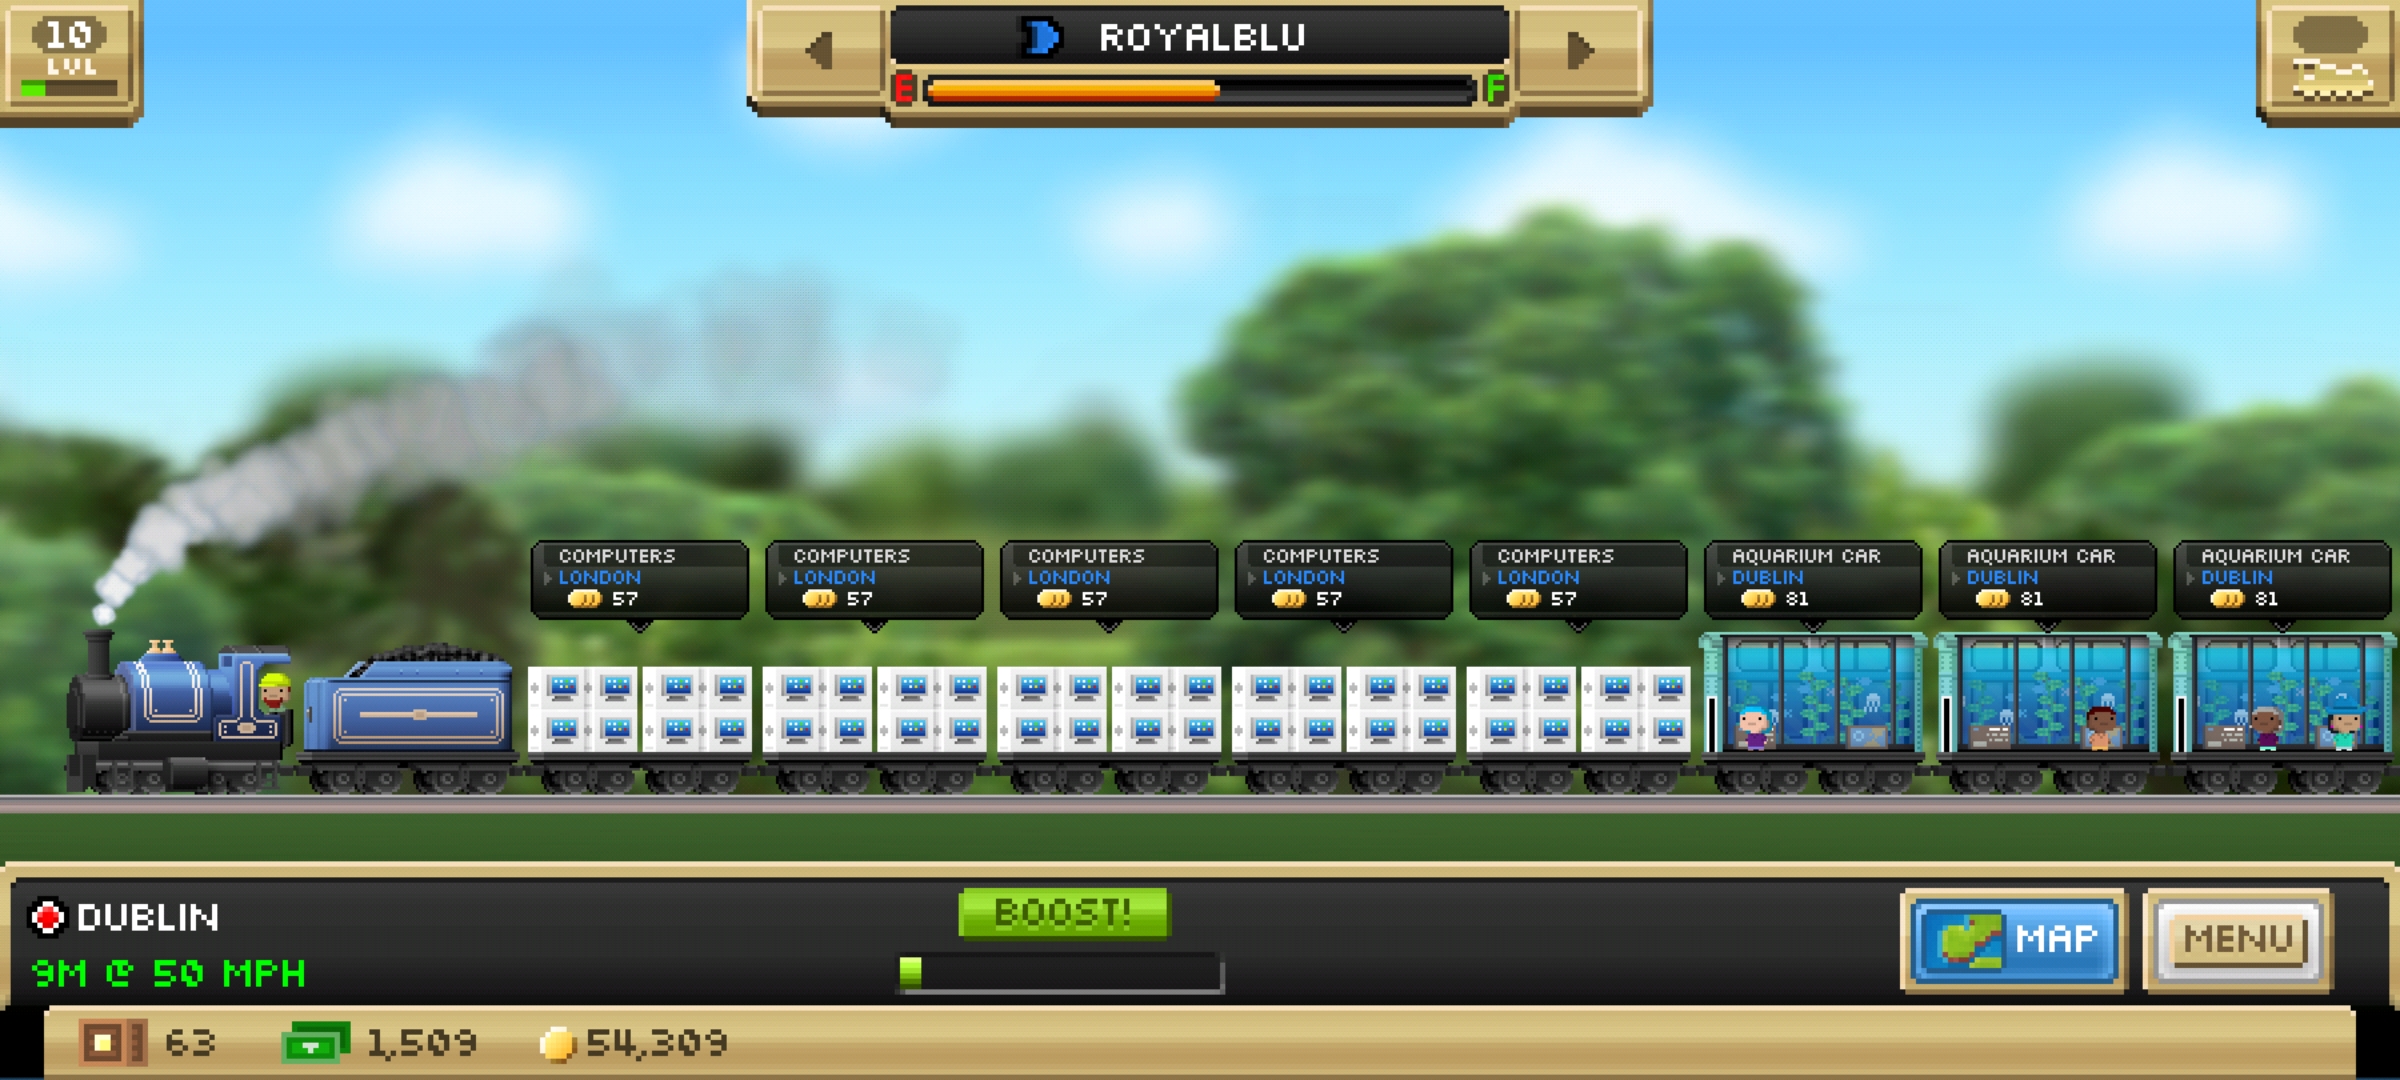 10
LVL
ROYALBLU
E
F
COMPUTERS
LONDON
57
COMPUTERS
LONDON
57
COMPUTERS
LONDON
57
COMPUTERS
LONDON
57
COMPUTERS
LONDON
57
AQUARIUM CAR
DUBLIN
81
AQUARIUM CAR
DUBLIN
81
AQUARIUM CAR
DUBLIN
81
DUBLIN
9M @ 50 MPH
BOOST!
MAP
MENU
63
1,509
54,309